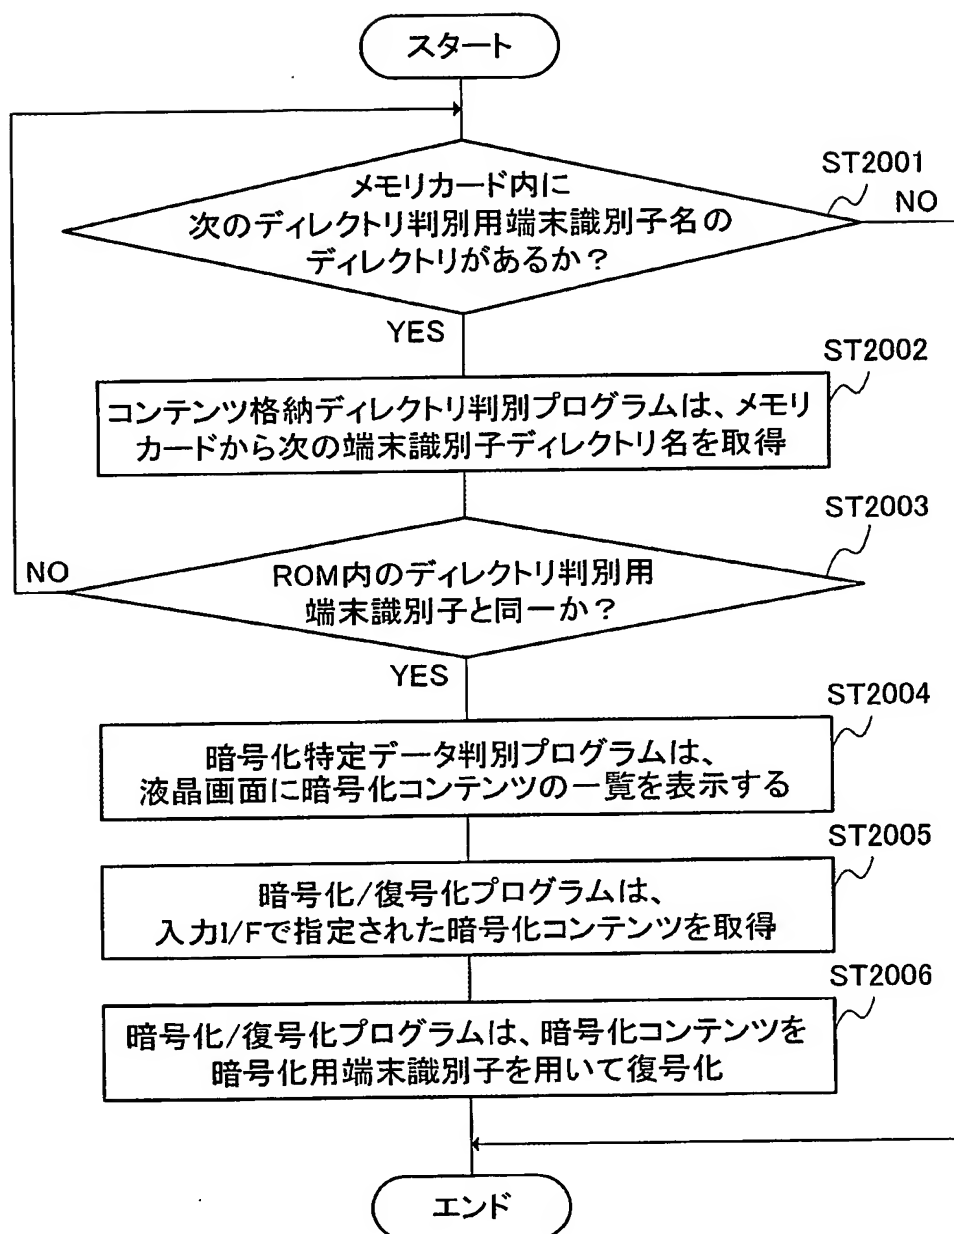 スタート
ST2001
メモリカード内に
次のディレクトリ判別用端末識別子名の
ディレクトリがあるか？
NO
YES
ST2002
コンテンツ格納ディレクトリ判別プログラムは、メモリ
カードから次の端末識別子ディレクトリ名を取得
ST2003
ROM内のディレクトリ判別用
端末識別子と同一か？
NO
YES
ST2004
暗号化特定データ判別プログラムは、
液晶画面に暗号化コンテンツの一覧を表示する
ST2005
暗号化/復号化プログラムは、
入力I/Fで指定された暗号化コンテンツを取得
ST2006
暗号化/復号化プログラムは、暗号化コンテンツを
暗号化用端末識別子を用いて復号化
エンド